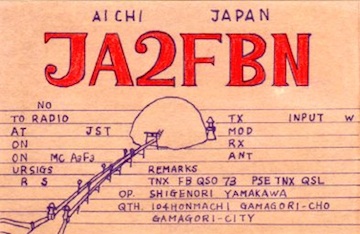 AICHI JAPAN
JA2FBN
NO
TO RADIO TX INPUT W
AT JST MOD
ON RX
ON MC A₂F₃ ANT
URSIGS REMARKS
R S TNX FB QSO 73 PSE TNX QSL
OP. SHIGENORI YAMAKAWA
QTH. 104 HONMACHI GAMAGORI-CHO
GAMAGORI-CITY